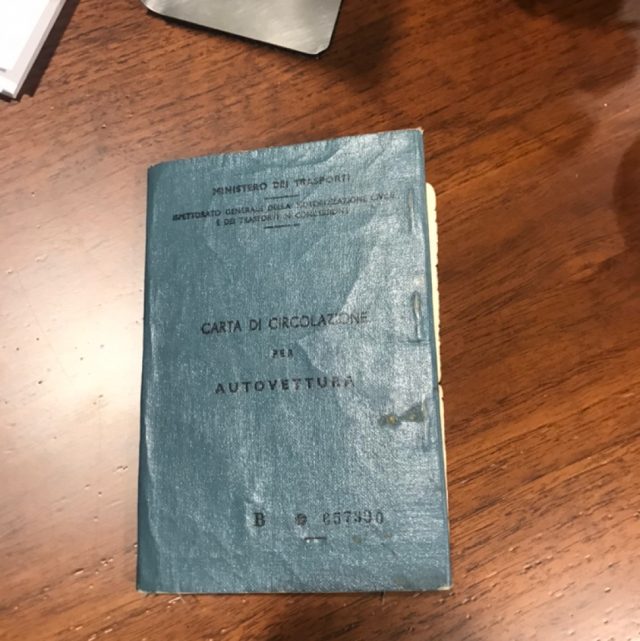 MINISTERO DEI TRASPORTI
ISPETTORATO GENERALE DELLA MOTORIZZAZIONE CIVILE
E DEI TRASPORTI IN CONCESSIONE
CARTA DI CIRCOLAZIONE
PER
AUTOVETTURA
B